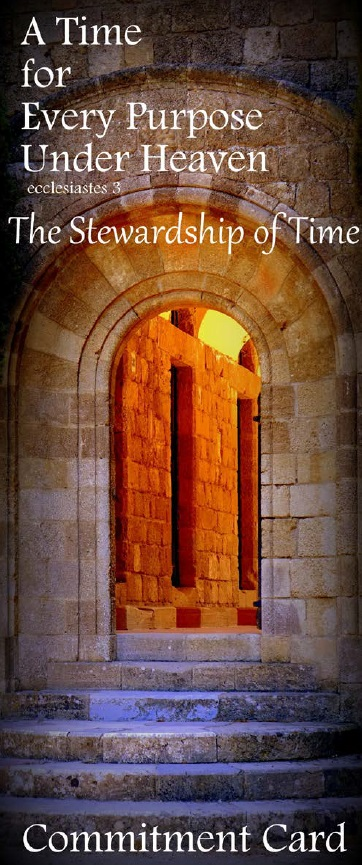 A Time
for
Every Purpose
Under Heaven
ecclesiastes 3
The Stewardship of Time
Commitment Card